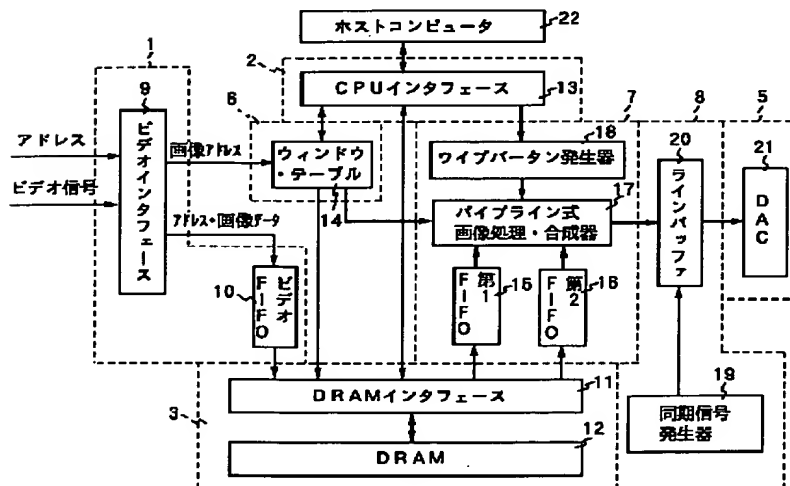 ホストコンピュータ
22
1
2
CPUインタフェース
13
9
6
7
8
5
アドレス
ビデオ信号
ビデオインタフェース
画像アドレス
ウィンドウ
・テーブル
14
18
ワイプパータン発生器
17
パイプライン式
画像処理・合成器
20
ラインバッファ
21
DAC
アドレス・画像データ
10
ビデオ
FIFO
第1
FIFO
15
第2
FIFO
16
3
DRAMインタフェース
11
DRAM
12
19
同期信号
発生器